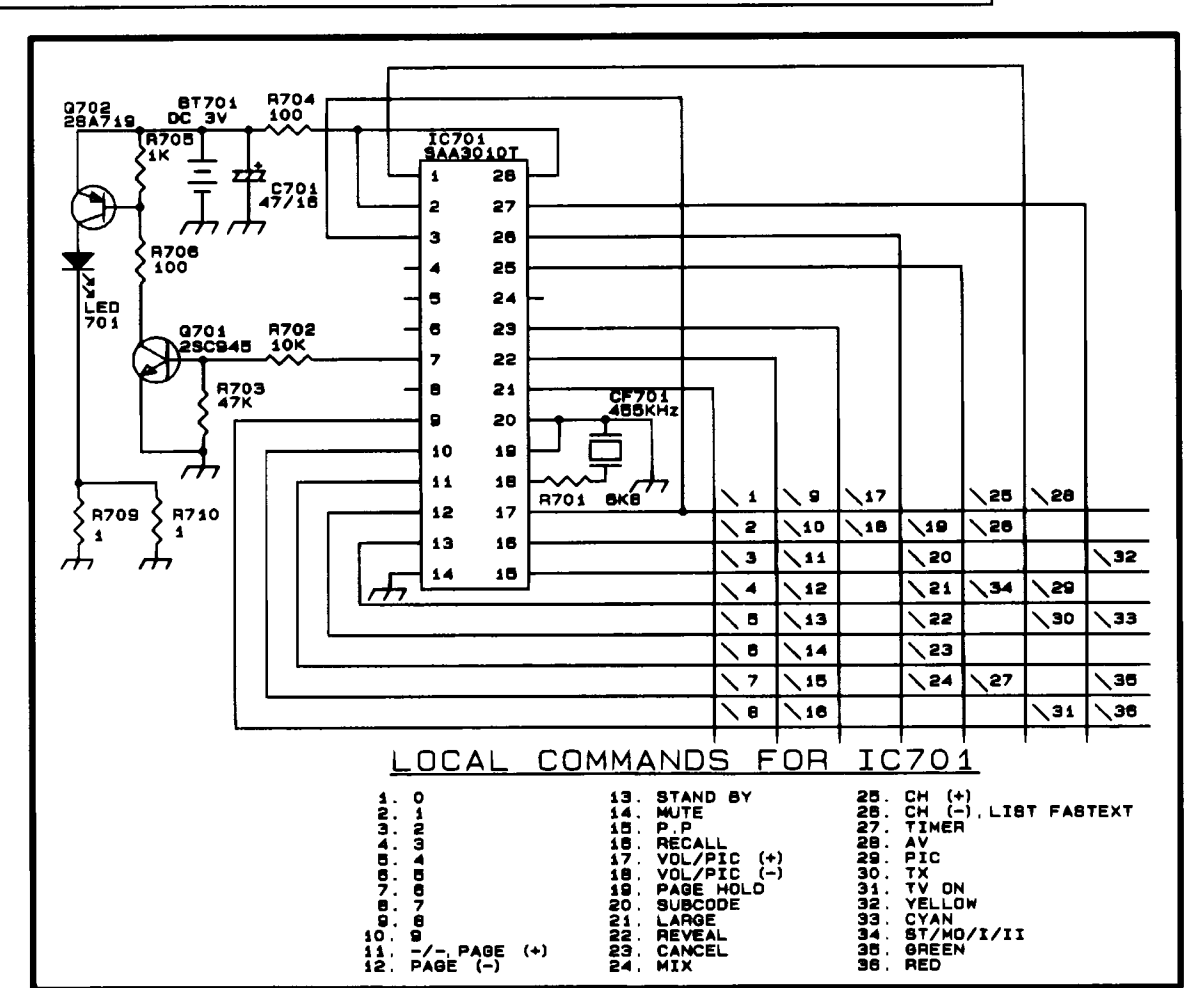 Q702
2SA719
BT701
DC 3V
R704
100
R705
1K
IC701
SAA3010T
+
C701
47/16
R706
100
LED
701
Q701
2SC945
R702
10K
R703
47K
CF701
455KHz
R701 6K8
R709
1
R710
1
1 28
2 27
3 26
4 25
5 24
6 23
7 22
8 21
9 20
10 19
11 18
12 17
13 16
14 15
1 9 17 25 28
2 10 18 19 26
3 11 20 32
4 12 21 34 29
5 13 22 30 33
6 14 23
7 15 24 27 35
8 16 31 36
LOCAL COMMANDS FOR IC701
1. 0
2. 1
3. 2
4. 3
5. 4
6. 5
7. 6
8. 7
9. 8
10. 9
11. -/-, PAGE (+)
12. PAGE (-)
13. STAND BY
14. MUTE
15. P.P
16. RECALL
17. VOL/PIC (+)
18. VOL/PIC (-)
19. PAGE HOLD
20. SUBCODE
21. LARGE
22. REVEAL
23. CANCEL
24. MIX
25. CH (+)
26. CH (-), LIST FASTEXT
27. TIMER
28. AV
29. PIC
30. TX
31. TV ON
32. YELLOW
33. CYAN
34. ST/MO/I/II
35. GREEN
36. RED